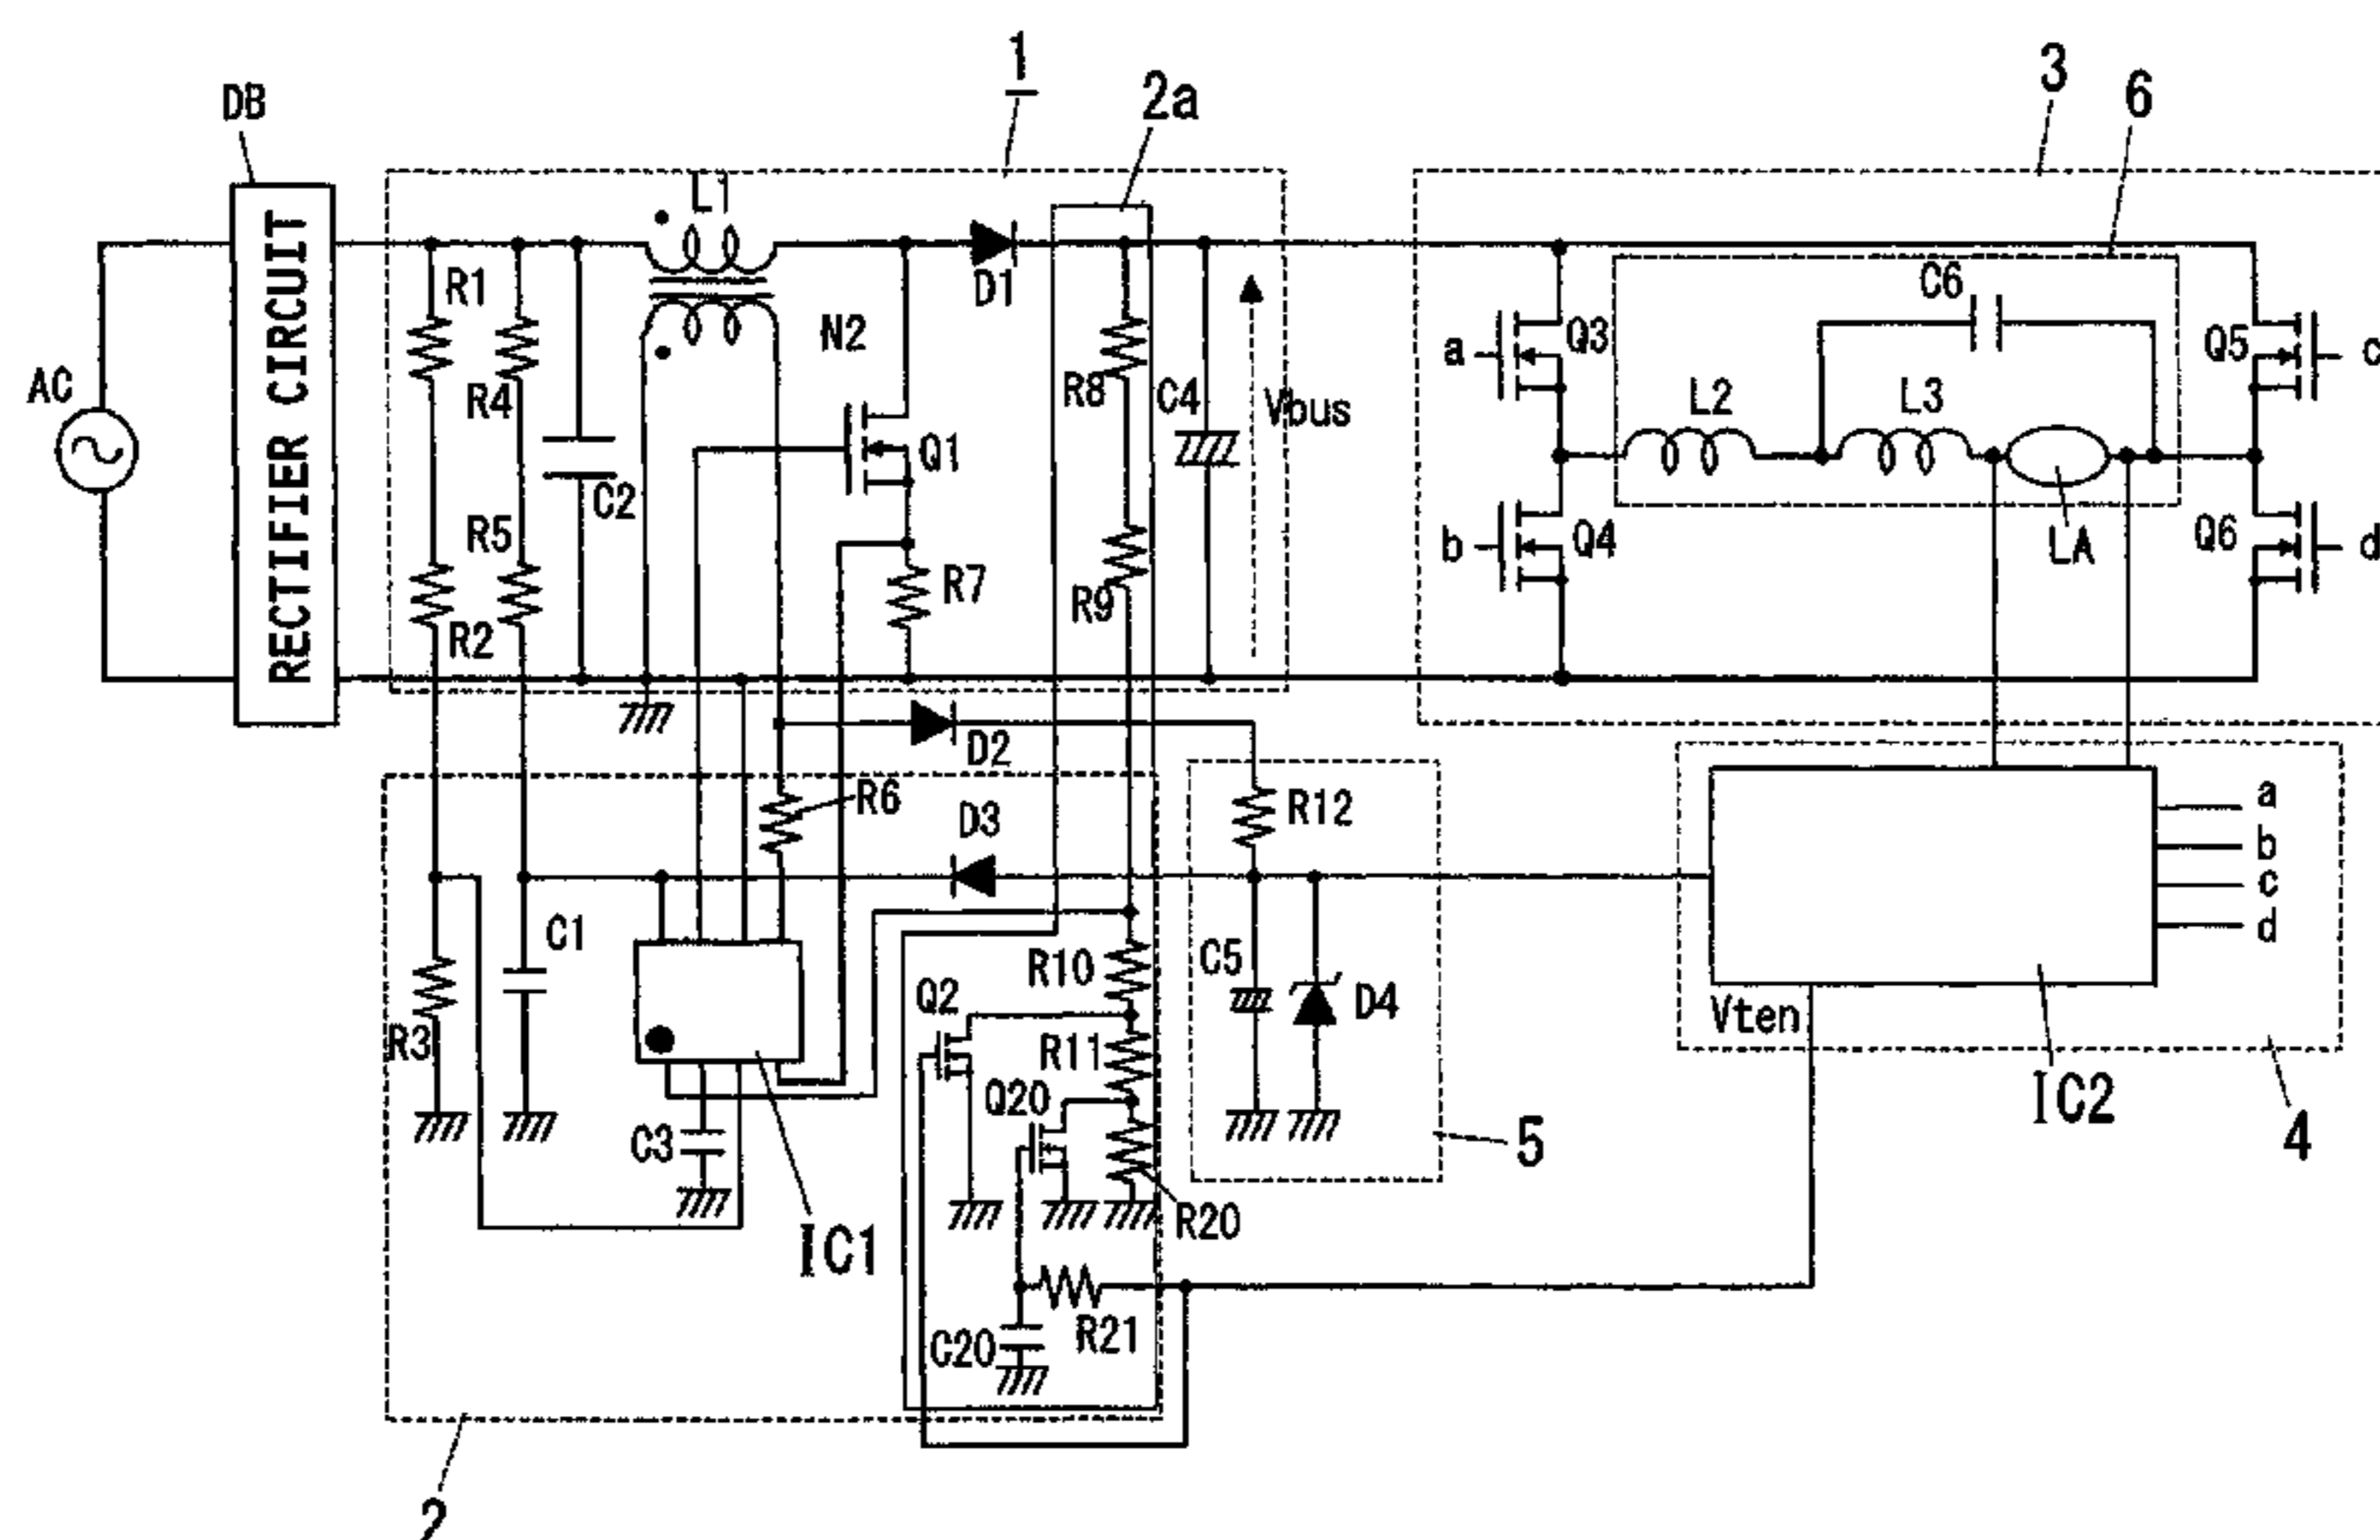 1
3
2a
6
DB
L1
C6
R1
D1
N2
Q3
Q5
AC
RECTIFIER CIRCUIT
a
c
R4
R8
C4
Vbus
L2
L3
Q1
C2
R5
b
Q4
LA
Q6
d
R7
R9
R2
D2
R6
D3
R12
a
b
c
d
C1
R10
C5
Q2
D4
Vten
R3
R11
Q20
IC2
C3
5
4
R20
IC1
C20
R21
2